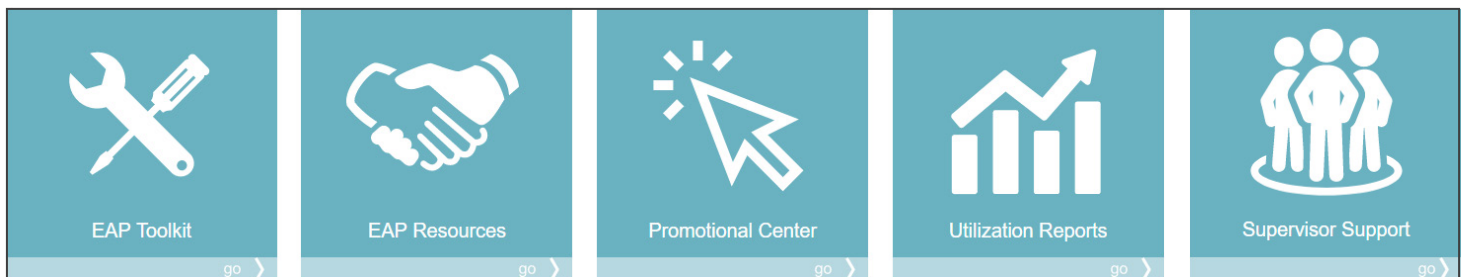 EAP Toolkit
go
EAP Resources
go
Promotional Center
go
Utilization Reports
go
Supervisor Support
go